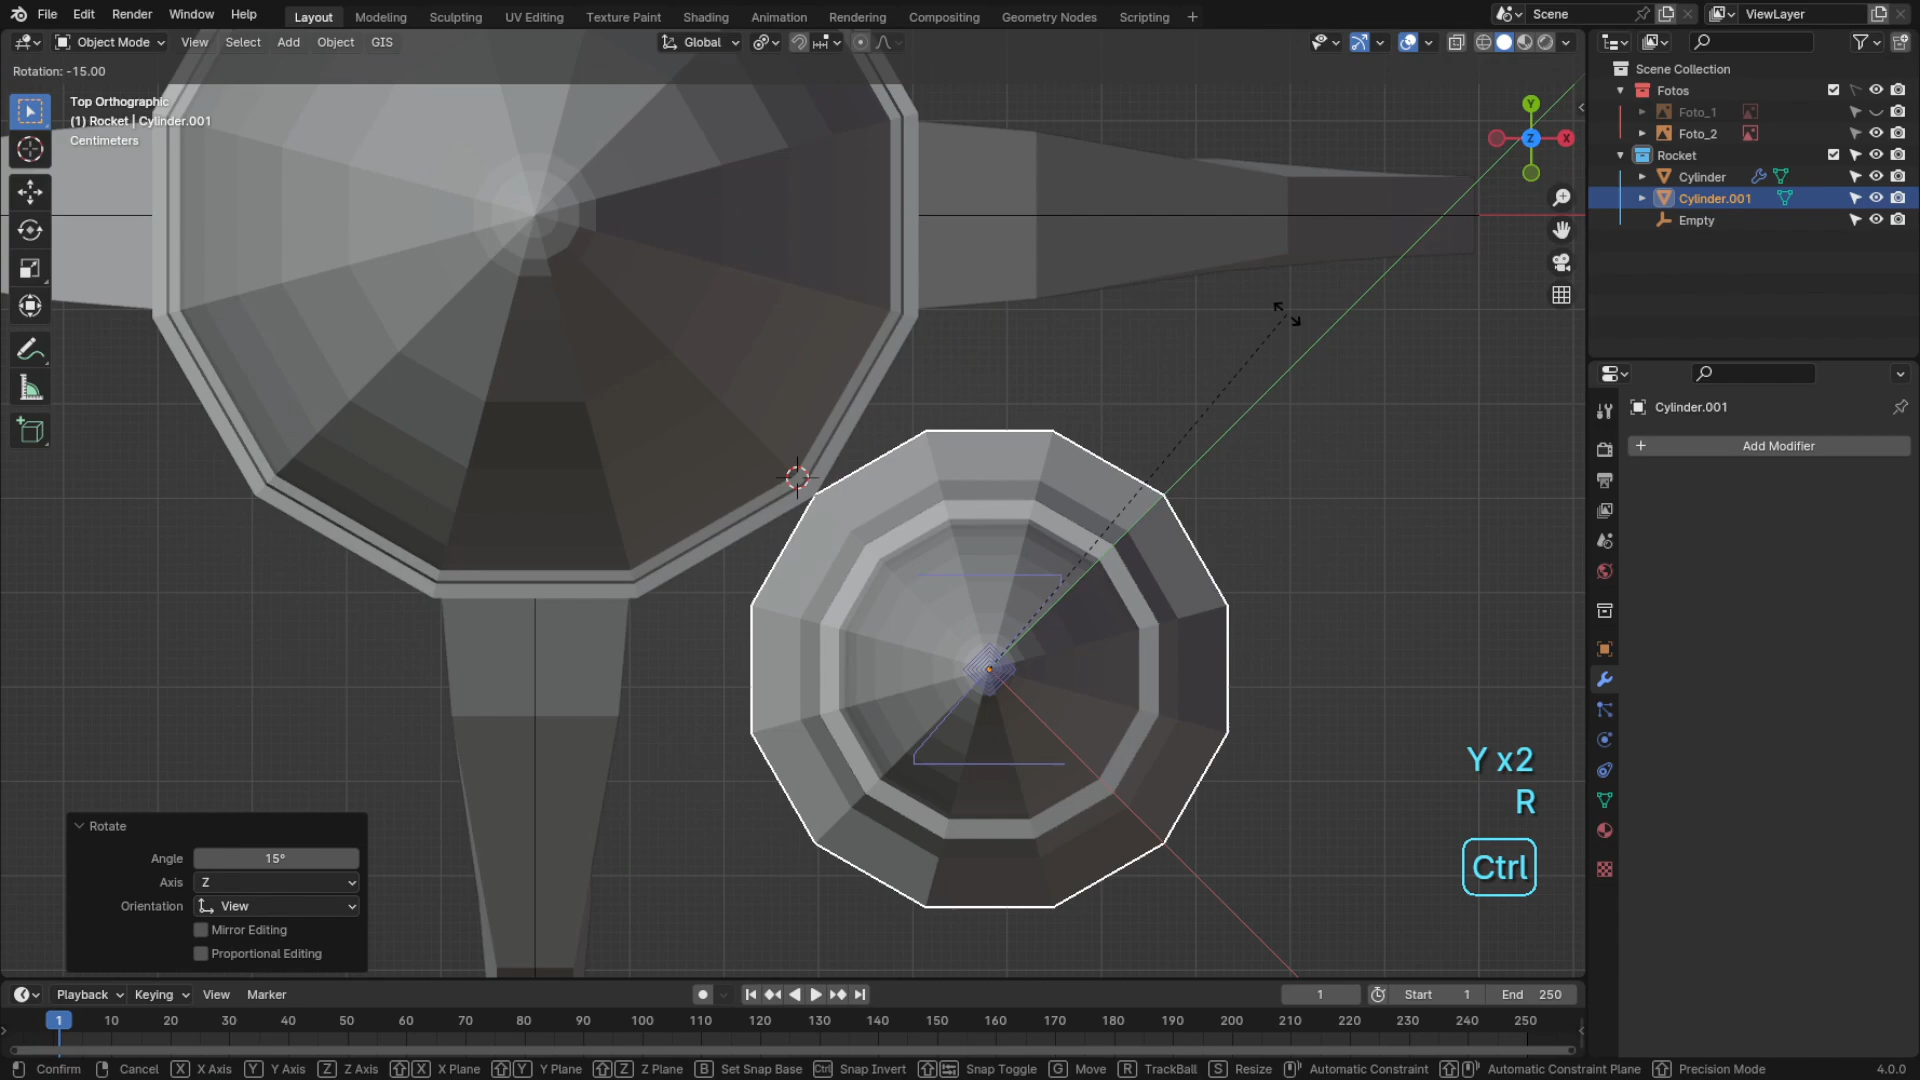 File Edit Render Window Help Layout Modeling Sculpting UV Editing Texture Paint Shading Animation Rendering Compositing Geometry Nodes Scripting + Scene ViewLayer
Object Mode View Select Add Object GIS Global
Rotation: -15.00
Top Orthographic
(1) Rocket | Cylinder.001
Centimeters
Y
Z
X
Scene Collection
Fotos
Foto_1
Foto_2
Rocket
Cylinder
Cylinder.001
Empty
Cylinder.001
+ Add Modifier
Y x2
R
Ctrl
Rotate
Angle 15°
Axis Z
Orientation View
Mirror Editing
Proportional Editing
Playback Keying View Marker 1 Start 1 End 250
1 10 20 30 40 50 60 70 80 90 100 110 120 130 140 150 160 170 180 190 200 210 220 230 240 250
Confirm Cancel X X Axis Y Y Axis Z Z Axis X X Plane Y Y Plane Z Z Plane B Set Snap Base Ctrl Snap Invert Snap Toggle G Move R TrackBall S Resize Automatic Constraint Automatic Constraint Plane Precision Mode 4.0.0